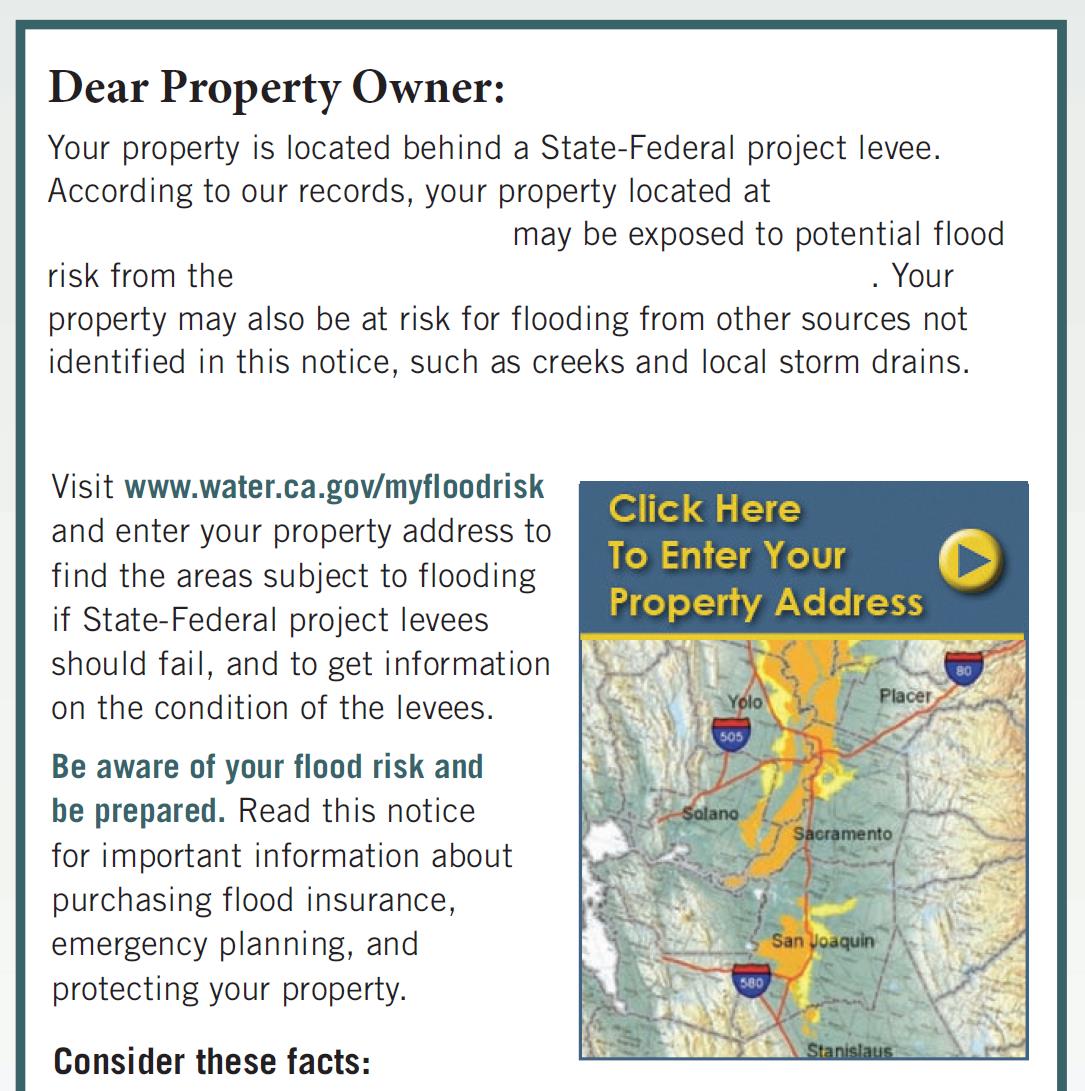 Dear Property Owner:
Your property is located behind a State-Federal project levee.
According to our records, your property located at
may be exposed to potential flood
risk from the . Your
property may also be at risk for flooding from other sources not
identified in this notice, such as creeks and local storm drains.
Visit www.water.ca.gov/myfloodrisk
and enter your property address to
find the areas subject to flooding
if State-Federal project levees
should fail, and to get information
on the condition of the levees.
Be aware of your flood risk and
be prepared. Read this notice
for important information about
purchasing flood insurance,
emergency planning, and
protecting your property.
Consider these facts:
Click Here
To Enter Your
Property Address
80
Yolo
Placer
505
Solano
Sacramento
San Joaquin
580
Stanislaus